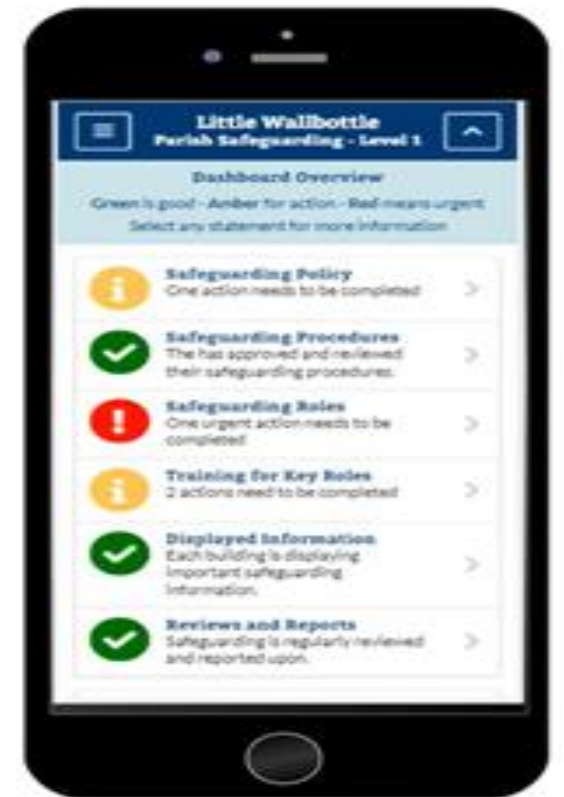 Little Wallbottle
Parish Safeguarding - Level 1
Dashboard Overview
Green is good - Amber for action - Red means urgent
Select any statement for more information
Safeguarding Policy
One action needs to be completed
Safeguarding Procedures
The has approved and reviewed
their safeguarding procedures.
Safeguarding Roles
One urgent action needs to be
completed
Training for Key Roles
2 actions need to be completed
Displayed Information
Each building is displaying
important safeguarding
information.
Reviews and Reports
Safeguarding is regularly reviewed
and reported upon.